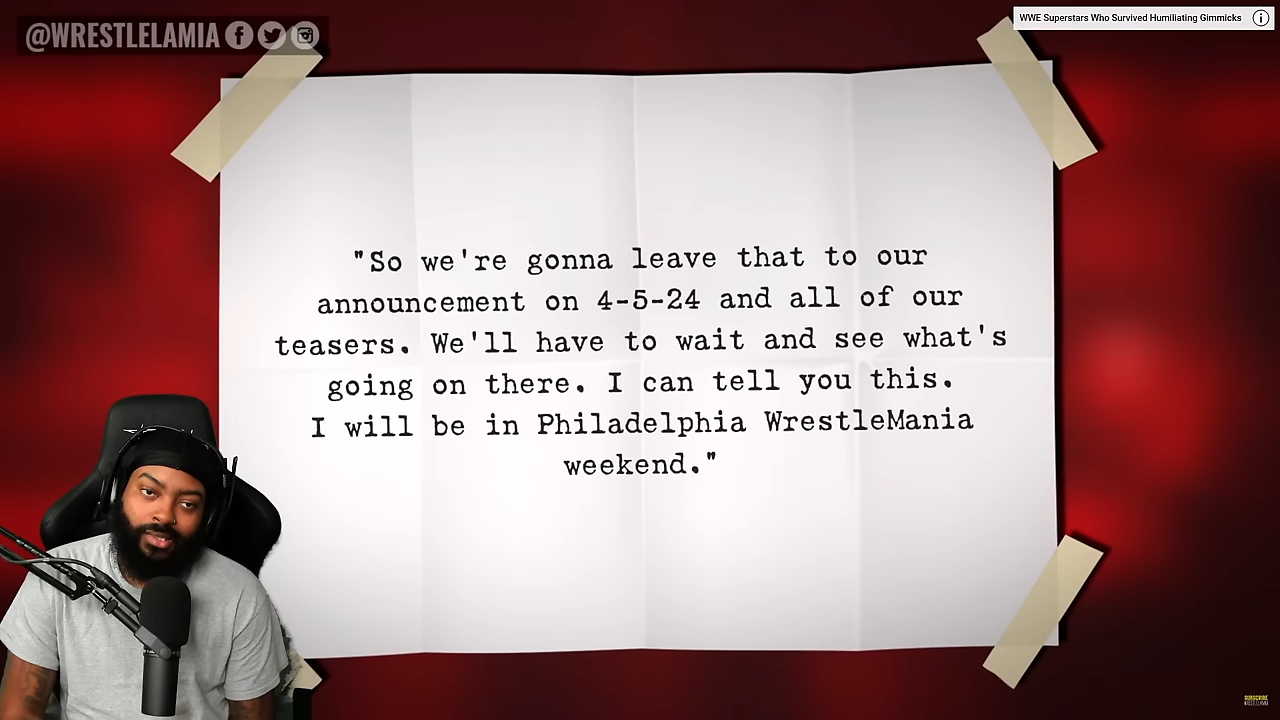 @WRESTLELAMIA
WWE Superstars Who Survived Humiliating Gimmicks
"So we're gonna leave that to our
announcement on 4-5-24 and all of our
teasers. We'll have to wait and see what's
going on there. I can tell you this.
I will be in Philadelphia WrestleMania
weekend."
SUBSCRIBE
WRESTLELAMIA